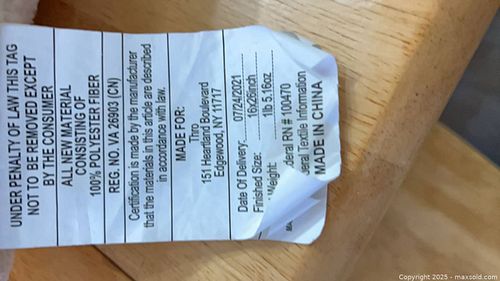 UNDER PENALTY OF LAW THIS TAG
NOT TO BE REMOVED EXCEPT
BY THE CONSUMER
ALL NEW MATERIAL
CONSISTING OF
100% POLYESTER FIBER
REG. NO. VA 26903 (CN)
Certification is made by the manufacturer
that the materials in this article are described
in accordance with law.
MADE FOR:
Thro
151 Heartland Boulevard
Edgewood, NY 11717
Date Of Delivery: 07/24/2021
Finished Size: 16x26inch
Weight: 1lb 5.16oz
deral RN # 100470
deral Textile Information
MADE IN CHINA
Copyright © 2025 - maxsold.com